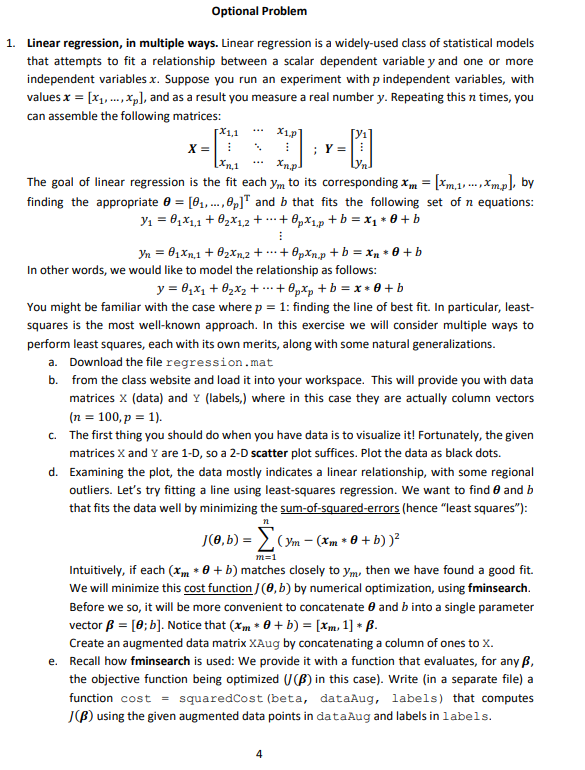 Optional Problem
1. Linear regression, in multiple ways. Linear regression is a widely-used class of statistical models
that attempts to fit a relationship between a scalar dependent variable y and one or more
independent variables x. Suppose you run an experiment with p independent variables, with
values x = [x₁, ..., xₚ], and as a result you measure a real number y. Repeating this n times, you
can assemble the following matrices:
X = [x₁,₁ ⋯ x₁,ₚ; ⋮ ⋱ ⋮; xₙ,₁ ⋯ xₙ,ₚ] ; Y = [y₁; ⋮; yₙ]
The goal of linear regression is the fit each yₘ to its corresponding xₘ = [xₘ,₁, ..., xₘ,ₚ], by
finding the appropriate θ = [θ₁, ..., θₚ]ᵀ and b that fits the following set of n equations:
y₁ = θ₁x₁,₁ + θ₂x₁,₂ + ⋯ + θₚx₁,ₚ + b = x₁ * θ + b
⋮
yₙ = θ₁xₙ,₁ + θ₂xₙ,₂ + ⋯ + θₚxₙ,ₚ + b = xₙ * θ + b
In other words, we would like to model the relationship as follows:
y = θ₁x₁ + θ₂x₂ + ⋯ + θₚxₚ + b = x * θ + b
You might be familiar with the case where p = 1: finding the line of best fit. In particular, least-
squares is the most well-known approach. In this exercise we will consider multiple ways to
perform least squares, each with its own merits, along with some natural generalizations.
a. Download the file regression.mat
b. from the class website and load it into your workspace. This will provide you with data
matrices X (data) and Y (labels,) where in this case they are actually column vectors
(n = 100, p = 1).
c. The first thing you should do when you have data is to visualize it! Fortunately, the given
matrices X and Y are 1-D, so a 2-D scatter plot suffices. Plot the data as black dots.
d. Examining the plot, the data mostly indicates a linear relationship, with some regional
outliers. Let's try fitting a line using least-squares regression. We want to find θ and b
that fits the data well by minimizing the sum-of-squared-errors (hence "least squares"):
J(θ, b) = ∑ₘ₌₁ⁿ ( yₘ − (xₘ * θ + b) )²
Intuitively, if each (xₘ * θ + b) matches closely to yₘ, then we have found a good fit.
We will minimize this cost function J(θ, b) by numerical optimization, using fminsearch.
Before we so, it will be more convenient to concatenate θ and b into a single parameter
vector β = [θ; b]. Notice that (xₘ * θ + b) = [xₘ, 1] * β.
Create an augmented data matrix XAug by concatenating a column of ones to X.
e. Recall how fminsearch is used: We provide it with a function that evaluates, for any β,
the objective function being optimized (J(β) in this case). Write (in a separate file) a
function cost = squaredCost(beta, dataAug, labels) that computes
J(β) using the given augmented data points in dataAug and labels in labels.
4